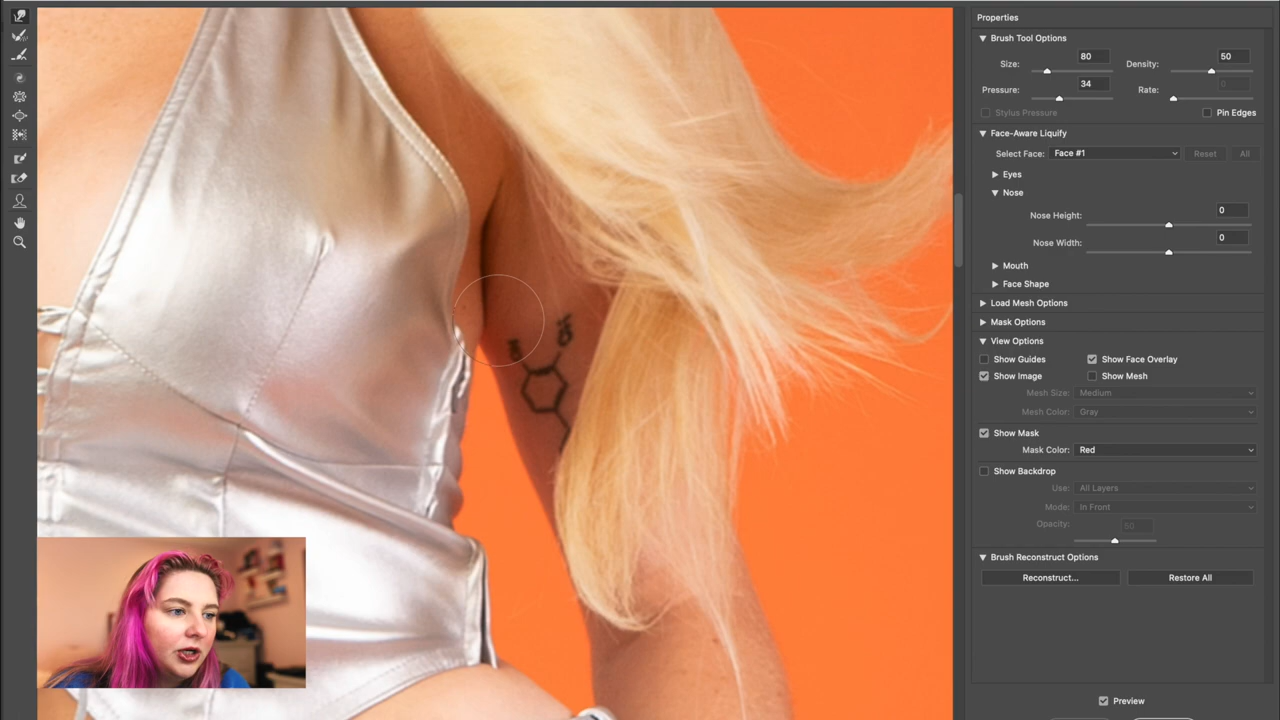 Properties
Brush Tool Options
Size: 80 Density: 50
Pressure: 34 Rate: 0
Stylus Pressure Pin Edges
Face-Aware Liquify
Select Face: Face #1 Reset All
Eyes
Nose
Nose Height: 0
Nose Width: 0
Mouth
Face Shape
Load Mesh Options
Mask Options
View Options
Show Guides Show Face Overlay
Show Image Show Mesh
Mesh Size: Medium
Mesh Color: Gray
Show Mask
Mask Color: Red
Show Backdrop
Use: All Layers
Mode: In Front
Opacity: 50
Brush Reconstruct Options
Reconstruct... Restore All
Preview